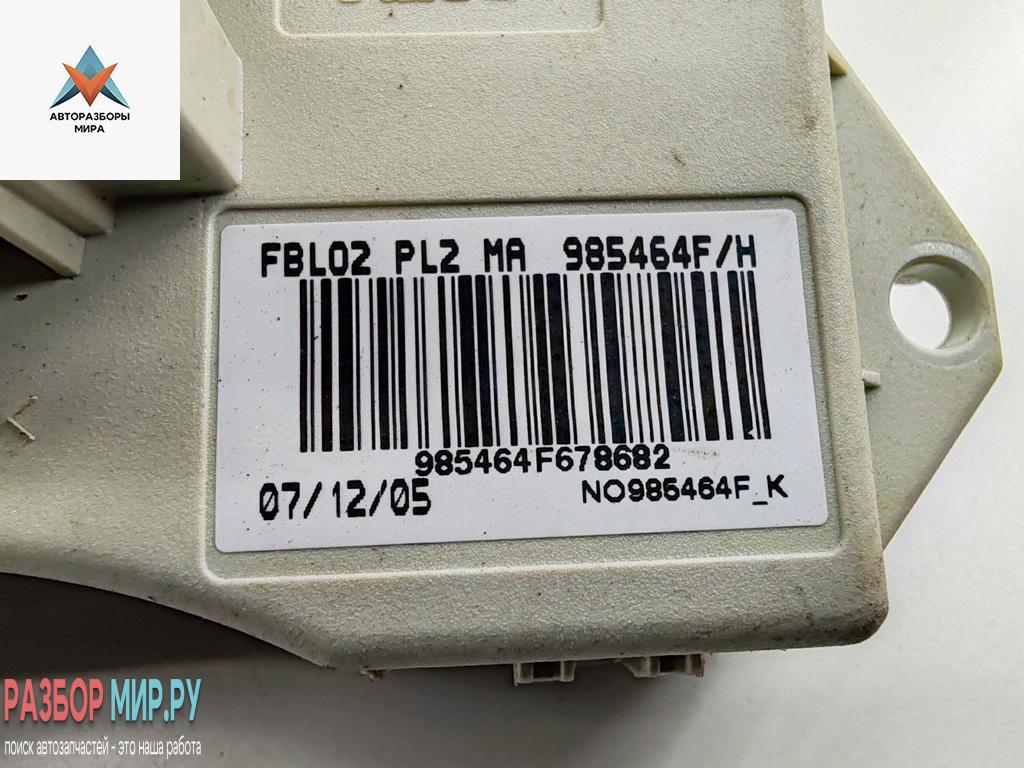 АВТОРАЗБОРЫ
МИРА
FBL02 PL2 MA 985464F/H
985464F678682
07/12/05 NO985464F_K
РАЗБОР МИР.РУ
поиск автозапчастей - это наша работа